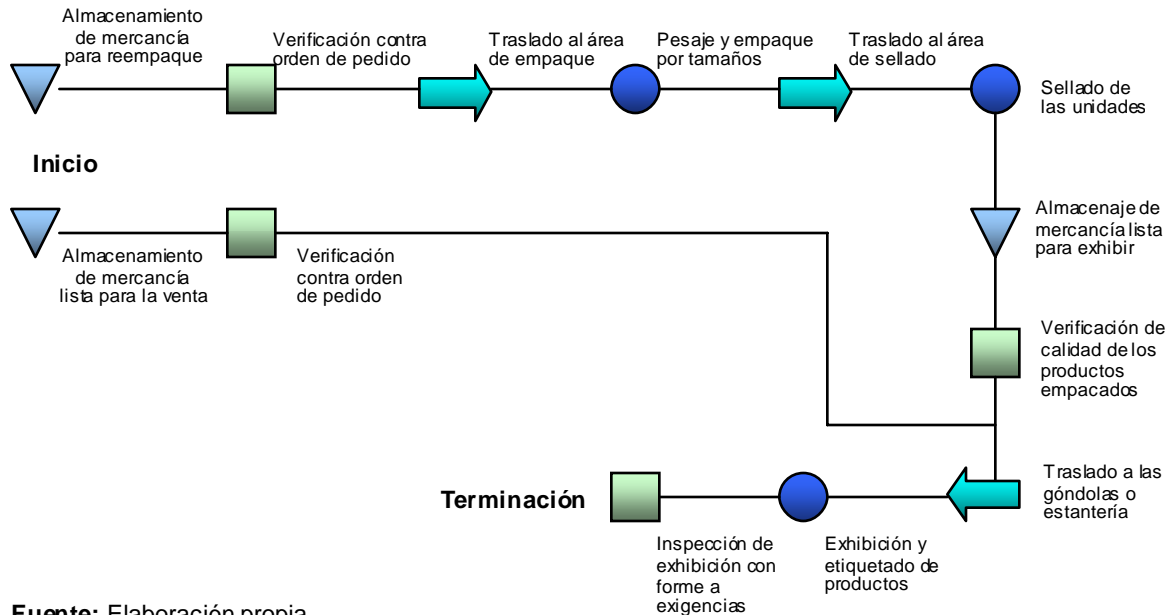 Almacenamiento
de mercancía
para reempaque
Verificación contra
orden de pedido
Traslado al área
de empaque
Pesaje y empaque
por tamaños
Traslado al área
de sellado
Sellado de
las unidades
Inicio
Almacenamiento
de mercancía
lista para la venta
Verificación
contra orden
de pedido
Almacenaje de
mercancía lista
para exhibir
Verificación de
calidad de los
productos
empacados
Traslado a las
góndolas o
estantería
Terminación
Inspección de
exhibición con
forme a
exigencias
Exhibición y
etiquetado de
productos
Fuente: Elaboración propia